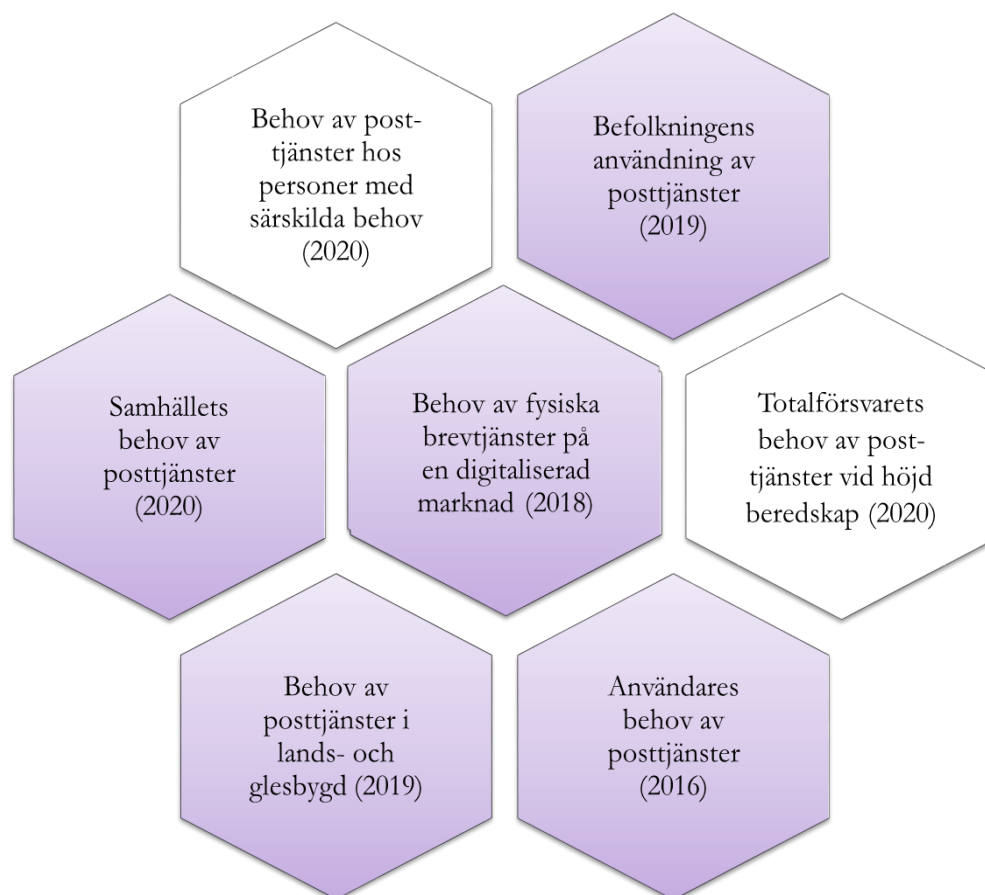 Behov av post-
tjänster hos
personer med
särskilda behov
(2020)
Befolkningens
användning av
posttjänster
(2019)
Samhällets
behov av
posttjänster
(2020)
Behov av fysiska
brevtjänster på
en digitaliserad
marknad (2018)
Totalförsvarets
behov av post-
tjänster vid höjd
beredskap (2020)
Behov av
posttjänster i
lands- och
glesbygd (2019)
Användares
behov av
posttjänster
(2016)